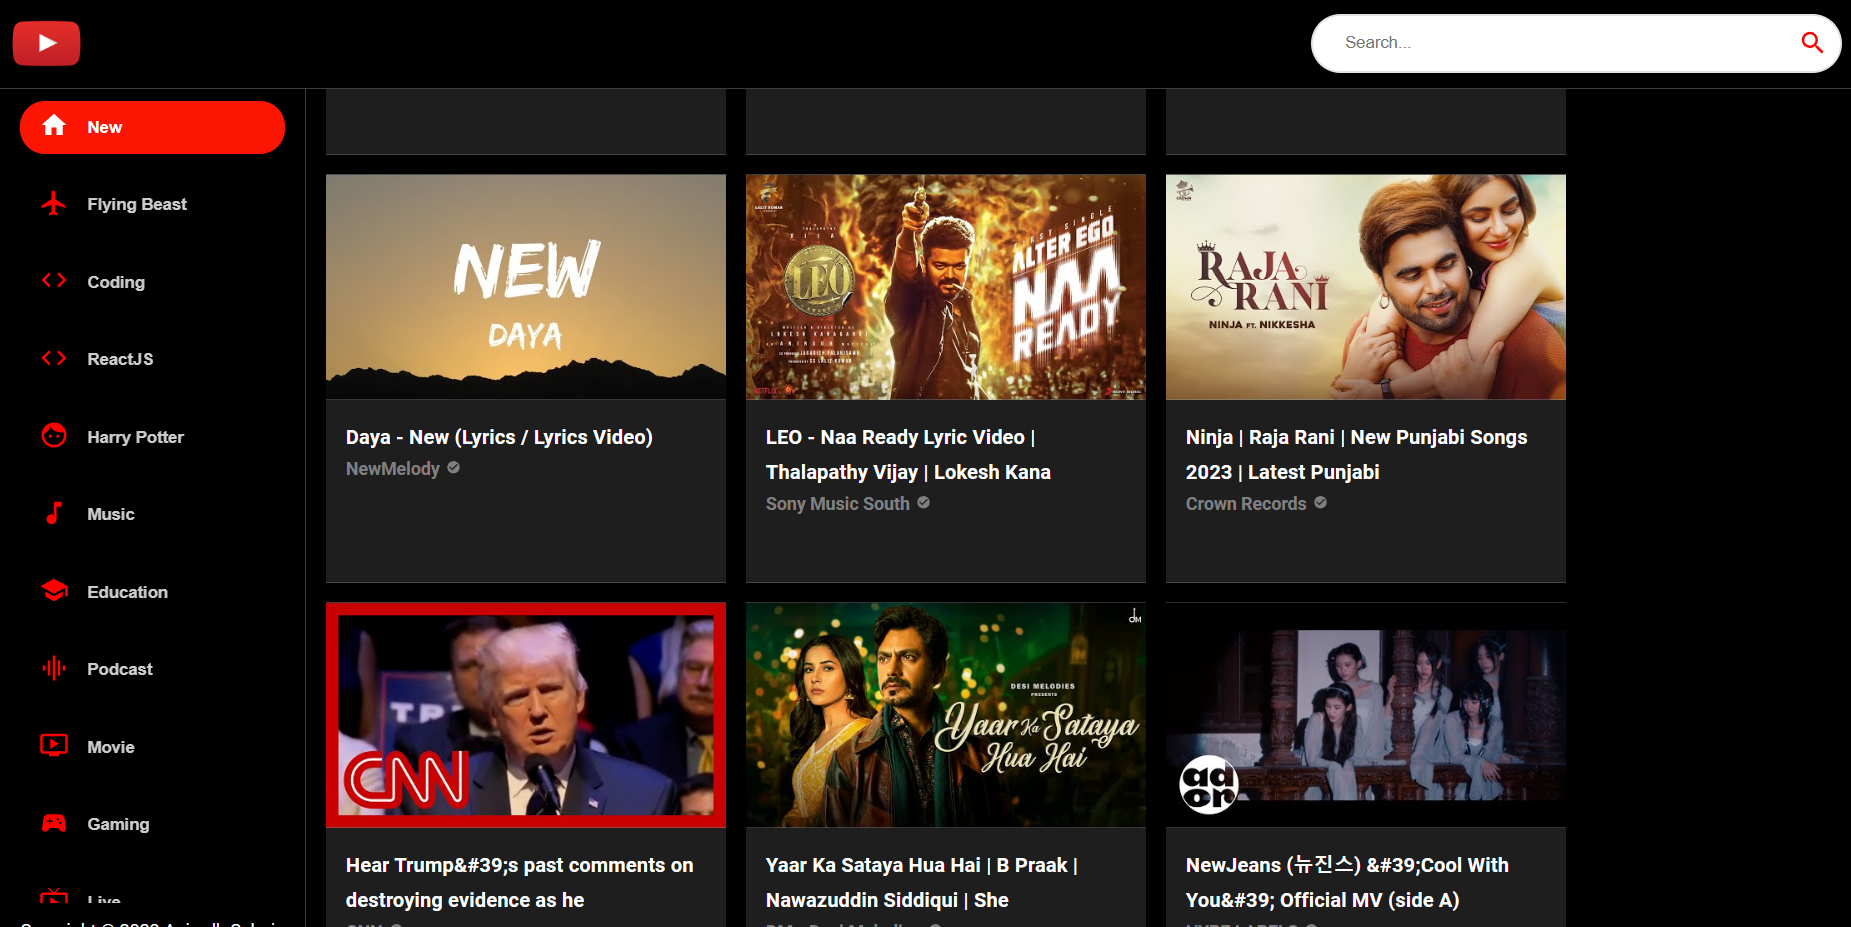 Search...
New
Flying Beast
Coding
ReactJS
Harry Potter
Music
Education
Podcast
Movie
Gaming
Live
NEW
DAYA
LEO
FIRST SINGLE
ALTER EGO
NAA
READY
RAJA
RANI
NINJA FT. NIKKESHA
Daya - New (Lyrics / Lyrics Video)
NewMelody
LEO - Naa Ready Lyric Video |
Thalapathy Vijay | Lokesh Kana
Sony Music South
Ninja | Raja Rani | New Punjabi Songs
2023 | Latest Punjabi
Crown Records
CNN
DESI MELODIES
PRESENTS
Yaar Ka Sataya
Hua Hai
ador
Hear Trump&#39;s past comments on
destroying evidence as he
Yaar Ka Sataya Hua Hai | B Praak |
Nawazuddin Siddiqui | She
NewJeans (뉴진스) &#39;Cool With
You&#39; Official MV (side A)